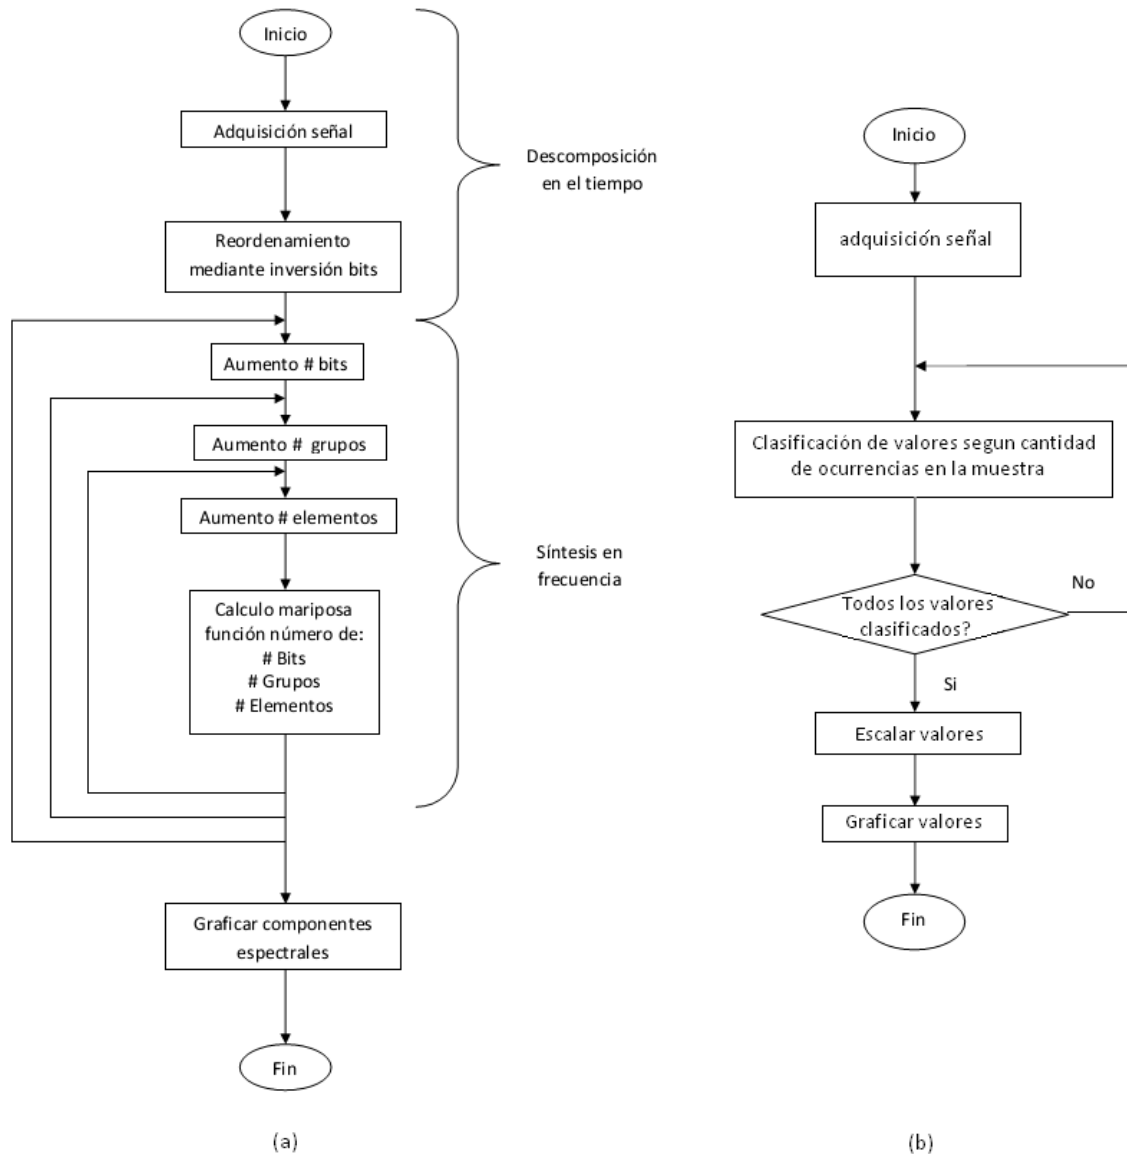 Inicio
Adquisición señal
Reordenamiento
mediante inversión bits
Descomposición
en el tiempo
Aumento # bits
Aumento #  grupos
Aumento # elementos
Calculo mariposa
función número de:
# Bits
# Grupos
# Elementos
Síntesis en
frecuencia
Graficar componentes
espectrales
Fin
(a)
Inicio
adquisición señal
Clasificación de valores segun cantidad
de ocurrencias en la muestra
Todos los valores
clasificados?
No
Si
Escalar valores
Graficar valores
Fin
(b)